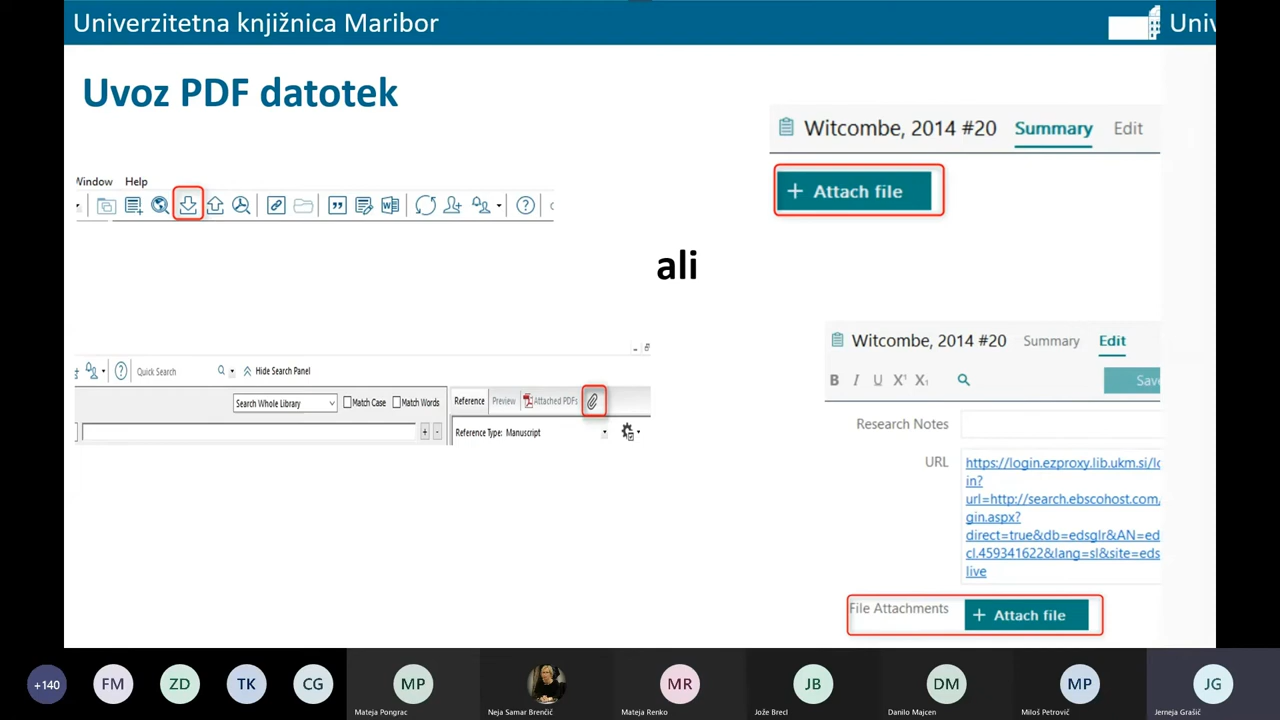 Univerzitetna knjižnica Maribor
Univ
Uvoz PDF datotek
Window Help
Witcombe, 2014 #20 Summary Edit
+ Attach file
ali
Quick Search Hide Search Panel
Search Whole Library Match Case Match Words
Reference Preview Attached PDFs
Reference Type: Manuscript
+ -
Witcombe, 2014 #20 Summary Edit
B I U X¹ X₁ Save
Research Notes
URL
https://login.ezproxy.lib.ukm.si/lo
in?
url=http://search.ebscohost.com/
gin.aspx?
direct=true&db=edsglr&AN=ed
cl.459341622&lang=sl&site=eds
live
File Attachments + Attach file
+140 FM ZD TK CG MP MR JB DM MP JG
Mateja Pongrac Neja Samar Brenčič Mateja Renko Jože Brecl Danilo Majcen Miloš Petrovič Jerneja Grašič